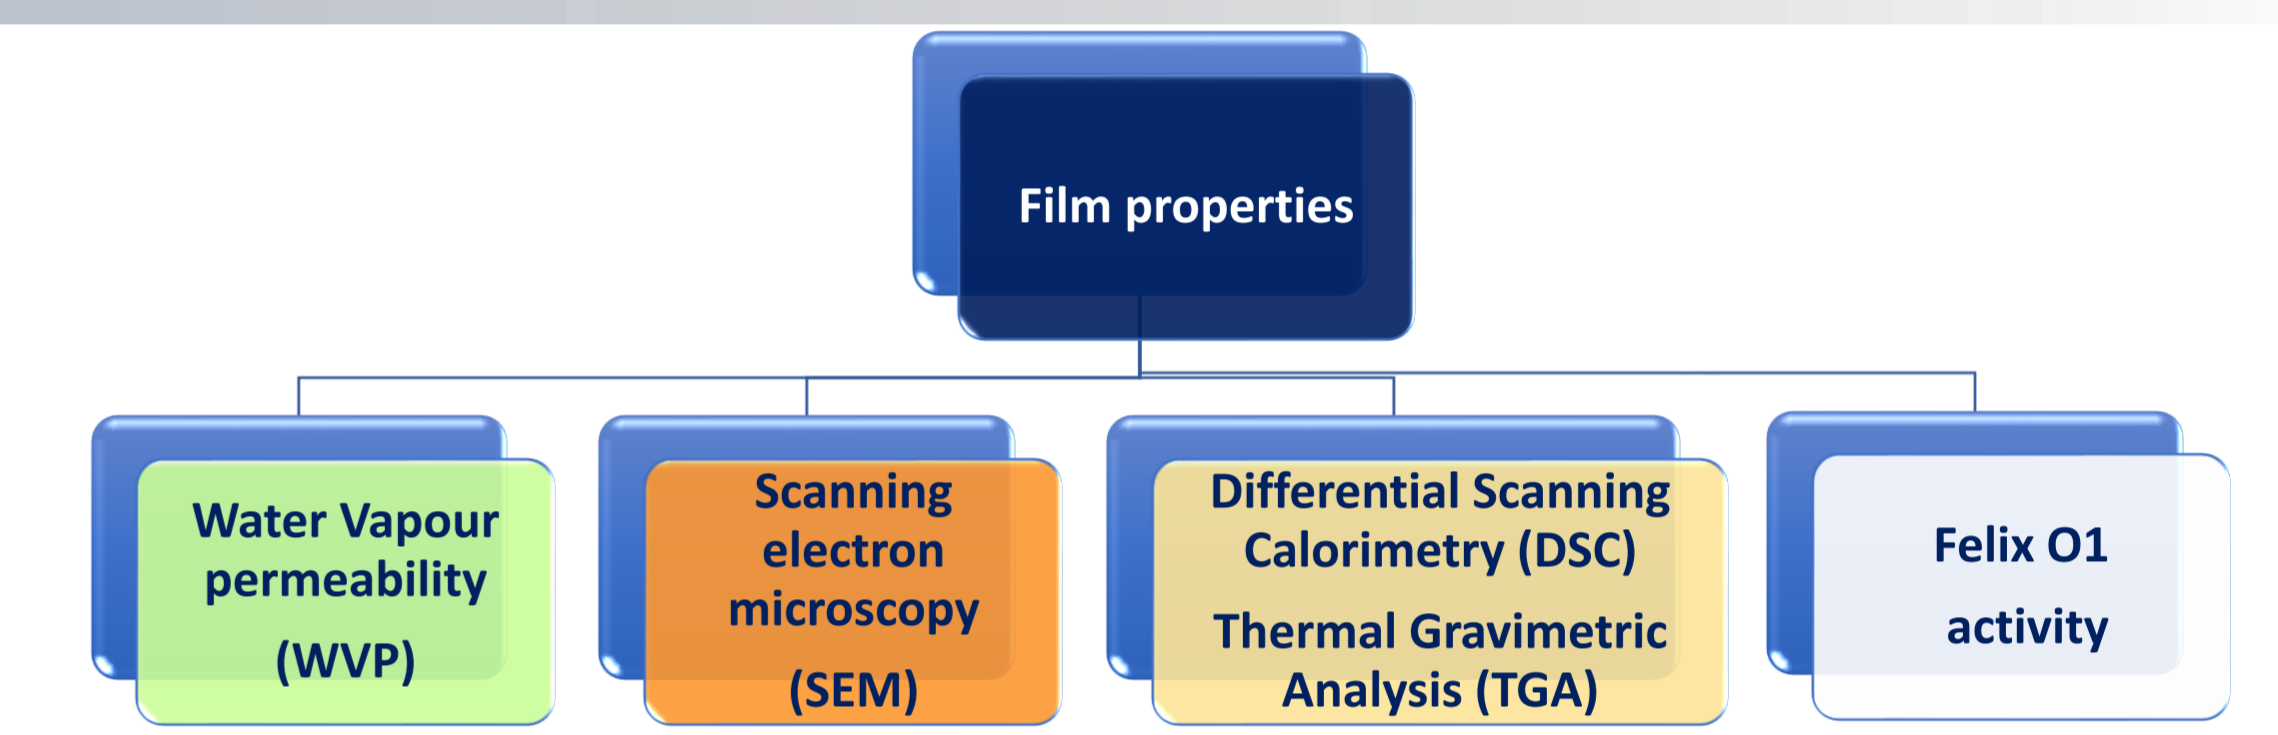 Film properties
Water Vapour
permeability
(WVP)
Scanning
electron
microscopy
(SEM)
Differential Scanning
Calorimetry (DSC)
Thermal Gravimetric
Analysis (TGA)
Felix O1
activity